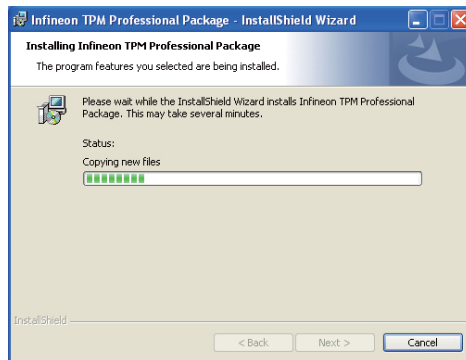 Infineon TPM Professional Package - InstallShield Wizard
Installing Infineon TPM Professional Package
The program features you selected are being installed.
Please wait while the InstallShield Wizard installs Infineon TPM Professional
Package. This may take several minutes.
Status:
Copying new files
InstallShield
< Back
Next >
Cancel